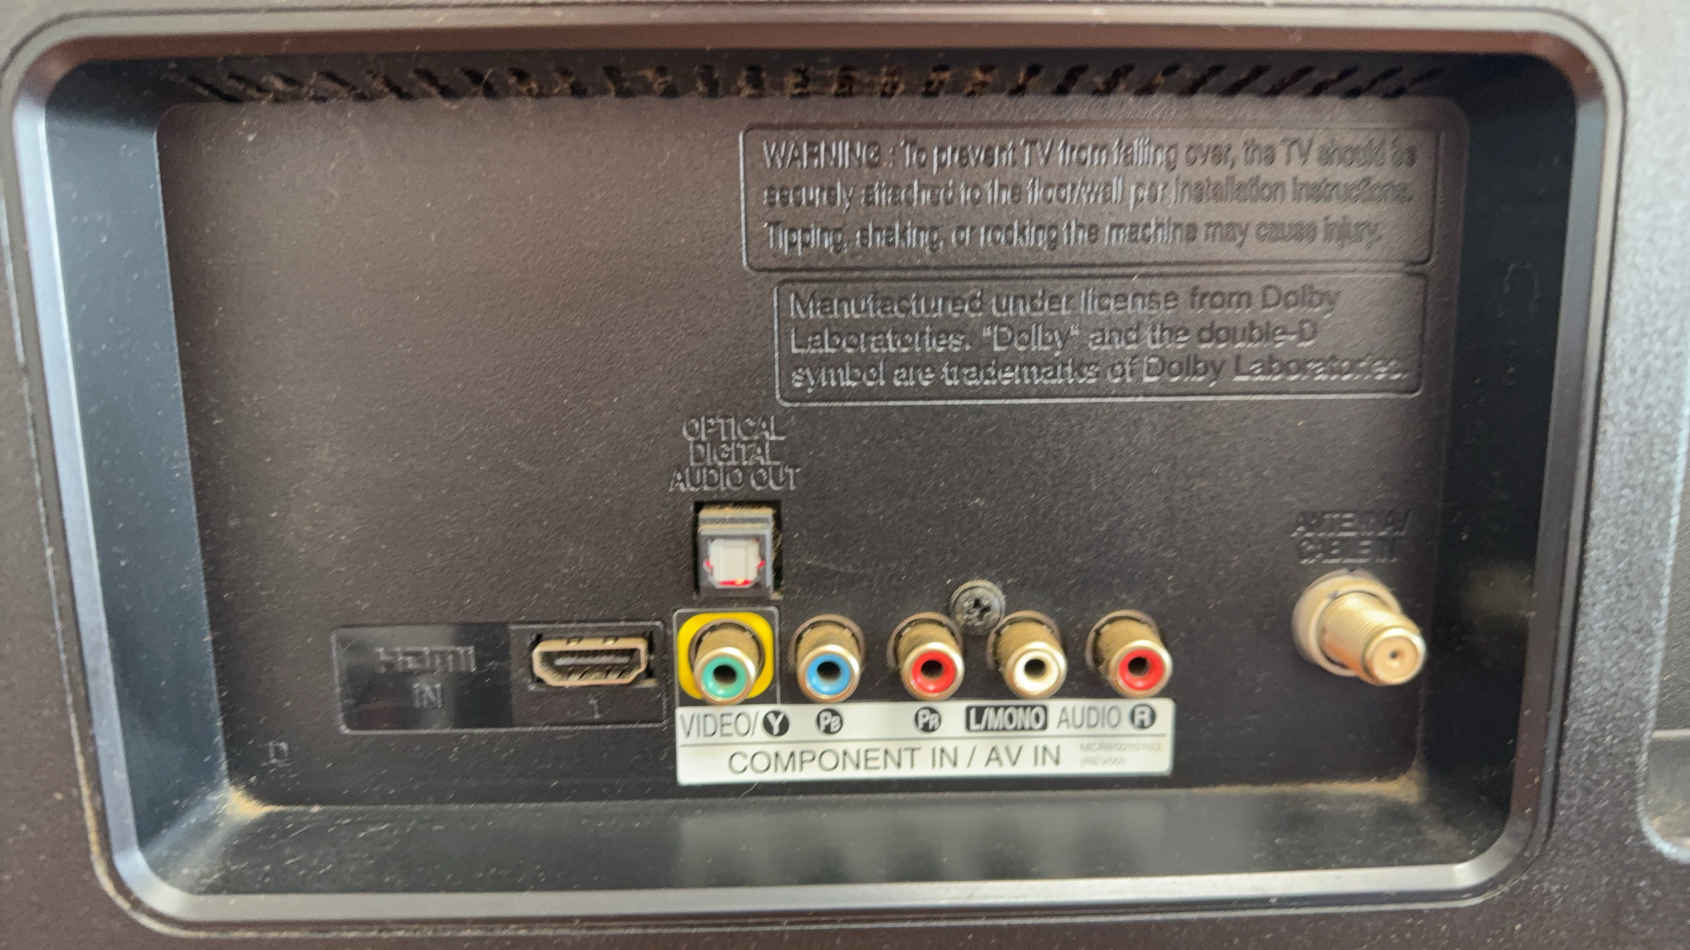 WARNING : To prevent TV from falling over, the TV should be
securely attached to the floor/wall per installation instructions.
Tipping, shaking, or rocking the machine may cause injury.
Manufactured under license from Dolby
Laboratories. "Dolby" and the double-D
symbol are trademarks of Dolby Laboratories.
OPTICAL
DIGITAL
AUDIO OUT
ANTENNA/
CABLE IN
HDMI
IN
1
VIDEO/Y PB PR L/MONO AUDIO R
COMPONENT IN / AV IN